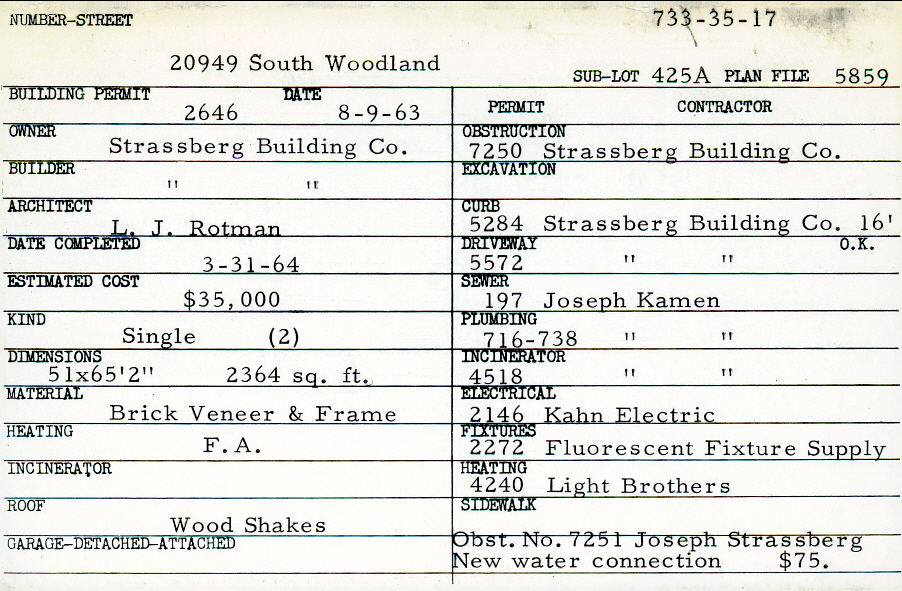 NUMBER-STREET 733-35-17
20949 South Woodland
SUB-LOT 425A PLAN FILE 5859
BUILDING PERMIT DATE
2646 8-9-63
OWNER
Strassberg Building Co.
BUILDER
" "
ARCHITECT
L. J. Rotman
DATE COMPLETED
3-31-64
ESTIMATED COST
$35,000
KIND
Single (2)
DIMENSIONS
51x65'2" 2364 sq. ft.
MATERIAL
Brick Veneer & Frame
HEATING
F.A.
INCINERATOR
ROOF
Wood Shakes
GARAGE-DETACHED-ATTACHED
PERMIT CONTRACTOR
OBSTRUCTION
7250 Strassberg Building Co.
EXCAVATION
CURB
5284 Strassberg Building Co. 16'
DRIVEWAY O.K.
5572 " "
SEWER
197 Joseph Kamen
PLUMBING
716-738 " "
INCINERATOR
4518 " "
ELECTRICAL
2146 Kahn Electric
FIXTURES
2272 Fluorescent Fixture Supply
HEATING
4240 Light Brothers
SIDEWALK
Obst. No. 7251 Joseph Strassberg
New water connection $75.